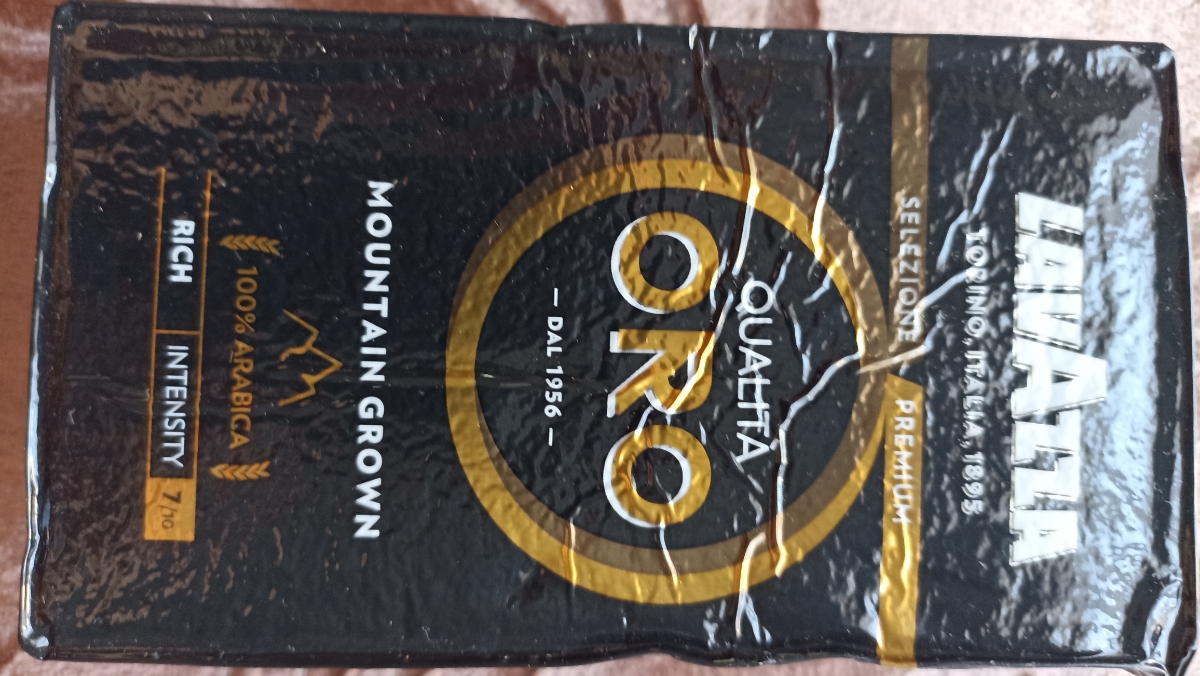 LAVAZZA
TORINO, ITALIA, 1895
SELEZIONE PREMIUM
QUALITÀ
ORO
— DAL 1956 —
MOUNTAIN GROWN
100% ARABICA
RICH INTENSITY 7/10